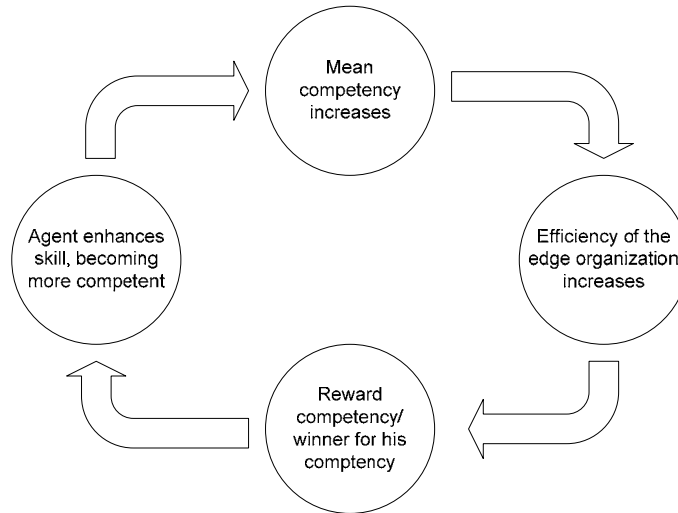 Mean
competency
increases
Agent enhances
skill, becoming
more competent
Efficiency of the
edge organization
increases
Reward
competency/
winner for his
comptency